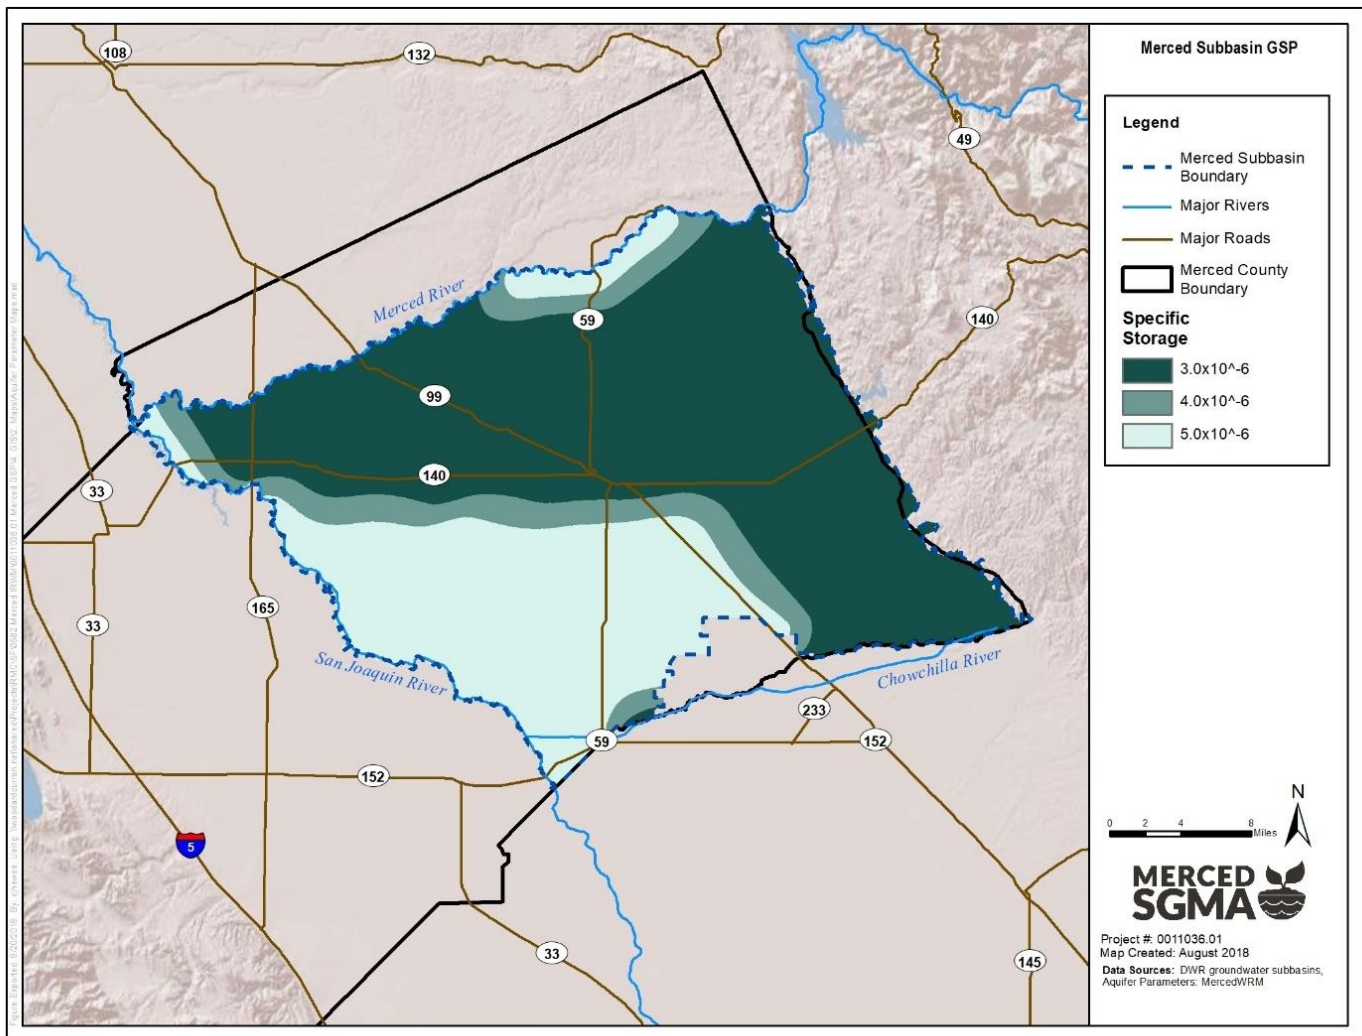 Merced Subbasin GSP
Legend
Merced Subbasin
Boundary
Major Rivers
Major Roads
Merced County
Boundary
Specific
Storage
3.0x10^-6
4.0x10^-6
5.0x10^-6
108
132
49
Merced River
59
140
99
140
33
165
33
San Joaquin River
Chowchilla River
233
59
152
152
5
33
145
N
0 2 4 8
Miles
MERCED
SGMA
Project #: 0011036.01
Map Created: August 2018
Data Sources: DWR groundwater subbasins,
Aquifer Parameters: MercedWRM